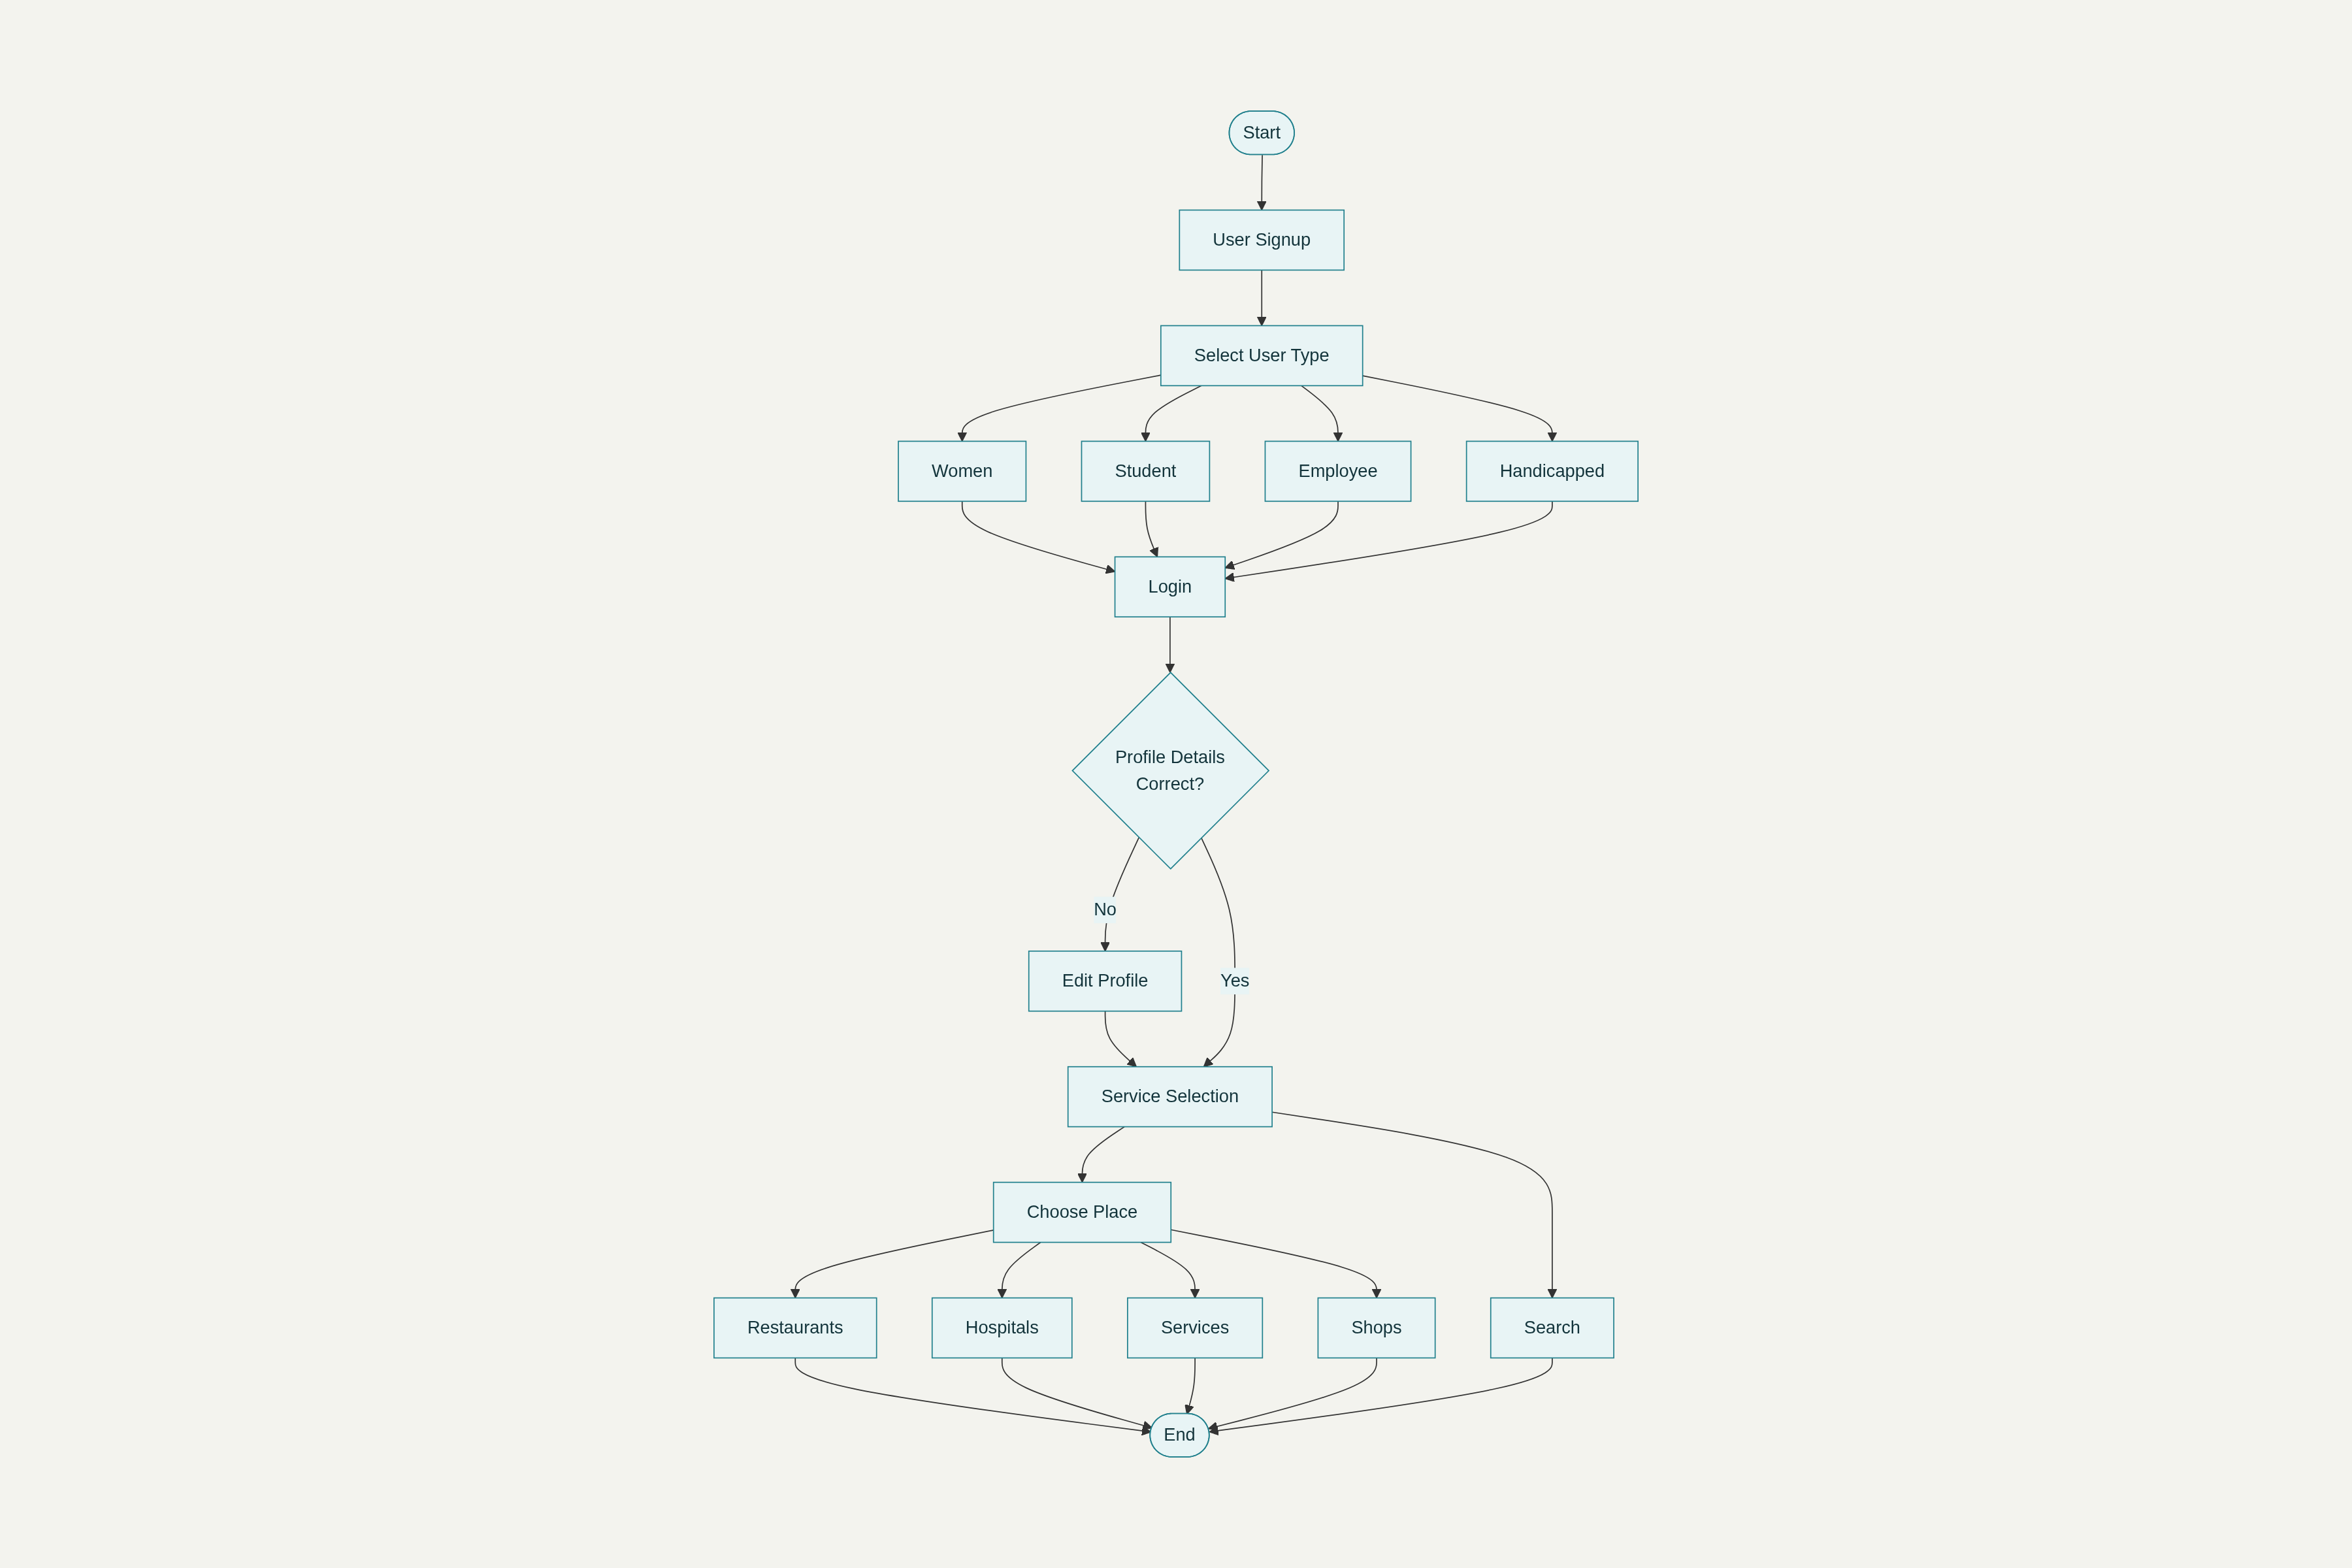 Start
User Signup
Select User Type
Women
Student
Employee
Handicapped
Login
Profile Details
Correct?
No
Edit Profile
Yes
Service Selection
Choose Place
Restaurants
Hospitals
Services
Shops
Search
End